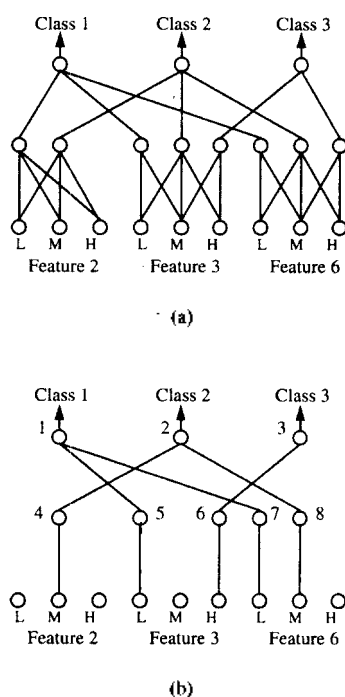 Class 1 Class 2 Class 3
L M H L M H L M H
Feature 2 Feature 3 Feature 6
(a)
Class 1 Class 2 Class 3
1 2 3
4 5 6 7 8
L M H L M H L M H
Feature 2 Feature 3 Feature 6
(b)